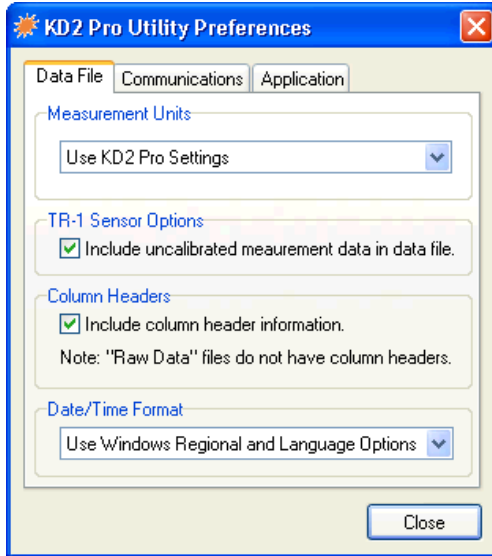 KD2 Pro Utility Preferences
Data File Communications Application
Measurement Units
Use KD2 Pro Settings
TR-1 Sensor Options
Include uncalibrated meaurement data in data file.
Column Headers
Include column header information.
Note: "Raw Data" files do not have column headers.
Date/Time Format
Use Windows Regional and Language Options
Close